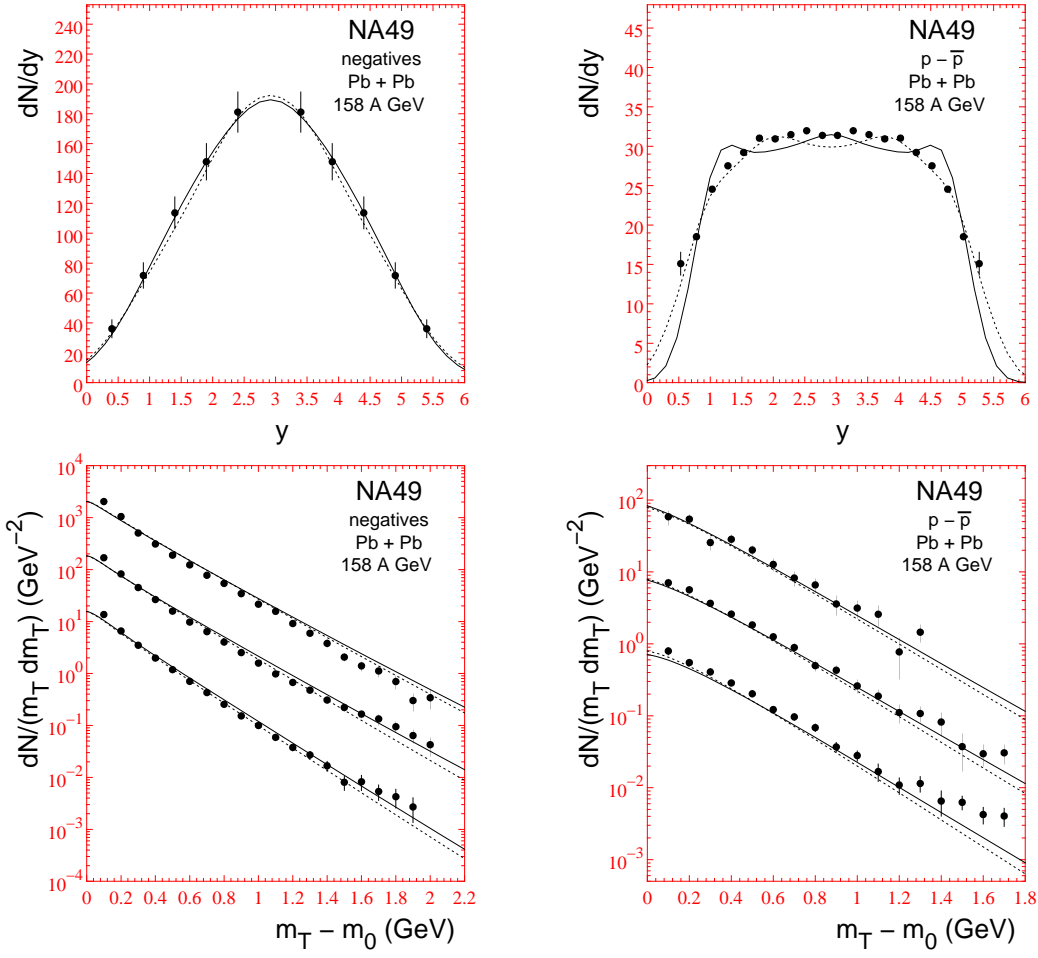 NA49
negatives
Pb + Pb
158 A GeV
dN/dy
240
220
200
180
160
140
120
100
80
60
40
20
0
0 0.5 1 1.5 2 2.5 3 3.5 4 4.5 5 5.5 6
y
NA49
p − p̅
Pb + Pb
158 A GeV
dN/dy
45
40
35
30
25
20
15
10
5
0
0 0.5 1 1.5 2 2.5 3 3.5 4 4.5 5 5.5 6
y
NA49
negatives
Pb + Pb
158 A GeV
dN/(m_T dm_T) (GeV^−2)
10^4
10^3
10^2
10^1
10^0
10^−1
10^−2
10^−3
10^−4
0 0.2 0.4 0.6 0.8 1 1.2 1.4 1.6 1.8 2 2.2
m_T − m_0 (GeV)
NA49
p − p̅
Pb + Pb
158 A GeV
dN/(m_T dm_T) (GeV^−2)
10^2
10^1
10^0
10^−1
10^−2
10^−3
0 0.2 0.4 0.6 0.8 1 1.2 1.4 1.6 1.8
m_T − m_0 (GeV)